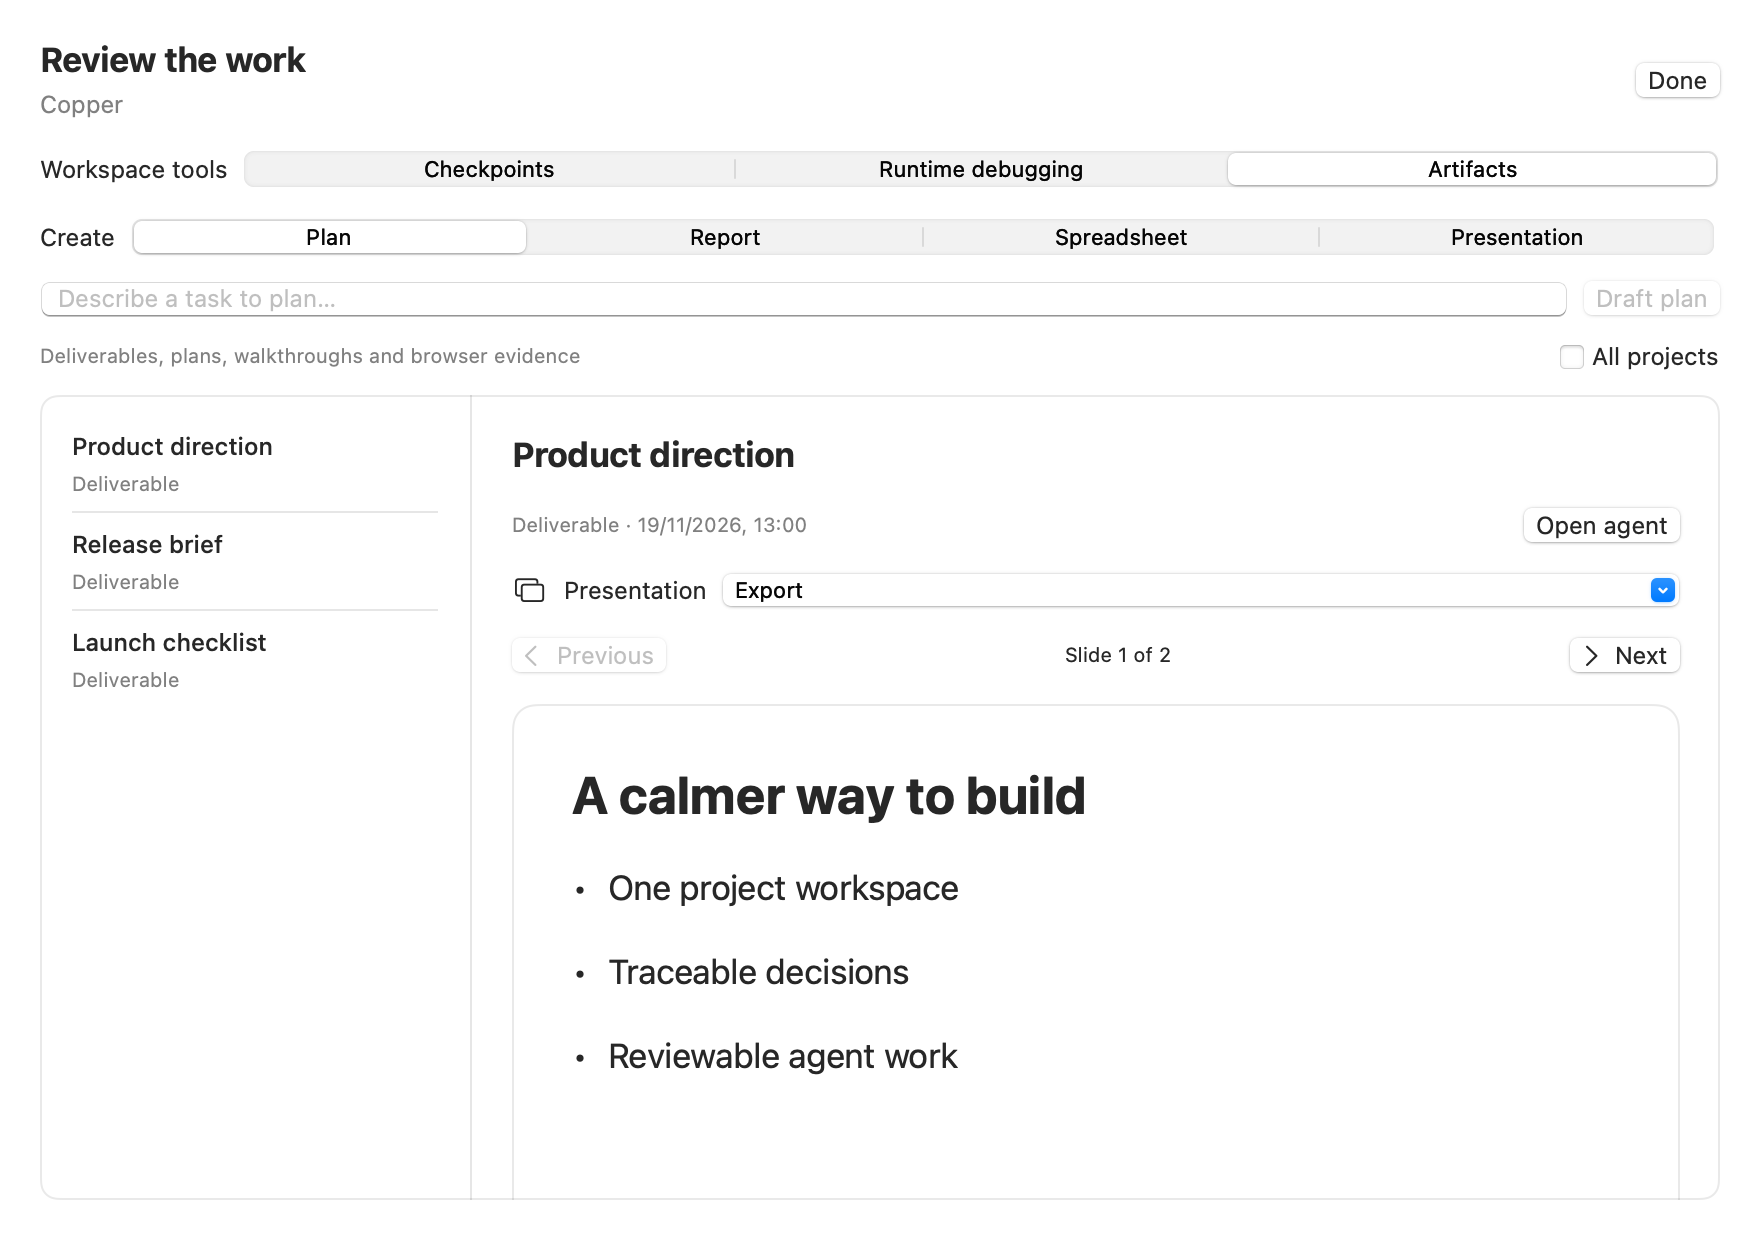 Review the work
Copper
Done
Workspace tools
Checkpoints
Runtime debugging
Artifacts
Create
Plan
Report
Spreadsheet
Presentation
Describe a task to plan...
Draft plan
Deliverables, plans, walkthroughs and browser evidence
All projects
Product direction
Deliverable
Release brief
Deliverable
Launch checklist
Deliverable
Product direction
Deliverable · 19/11/2026, 13:00
Open agent
Presentation
Export
Previous
Slide 1 of 2
Next
A calmer way to build
• One project workspace
• Traceable decisions
• Reviewable agent work